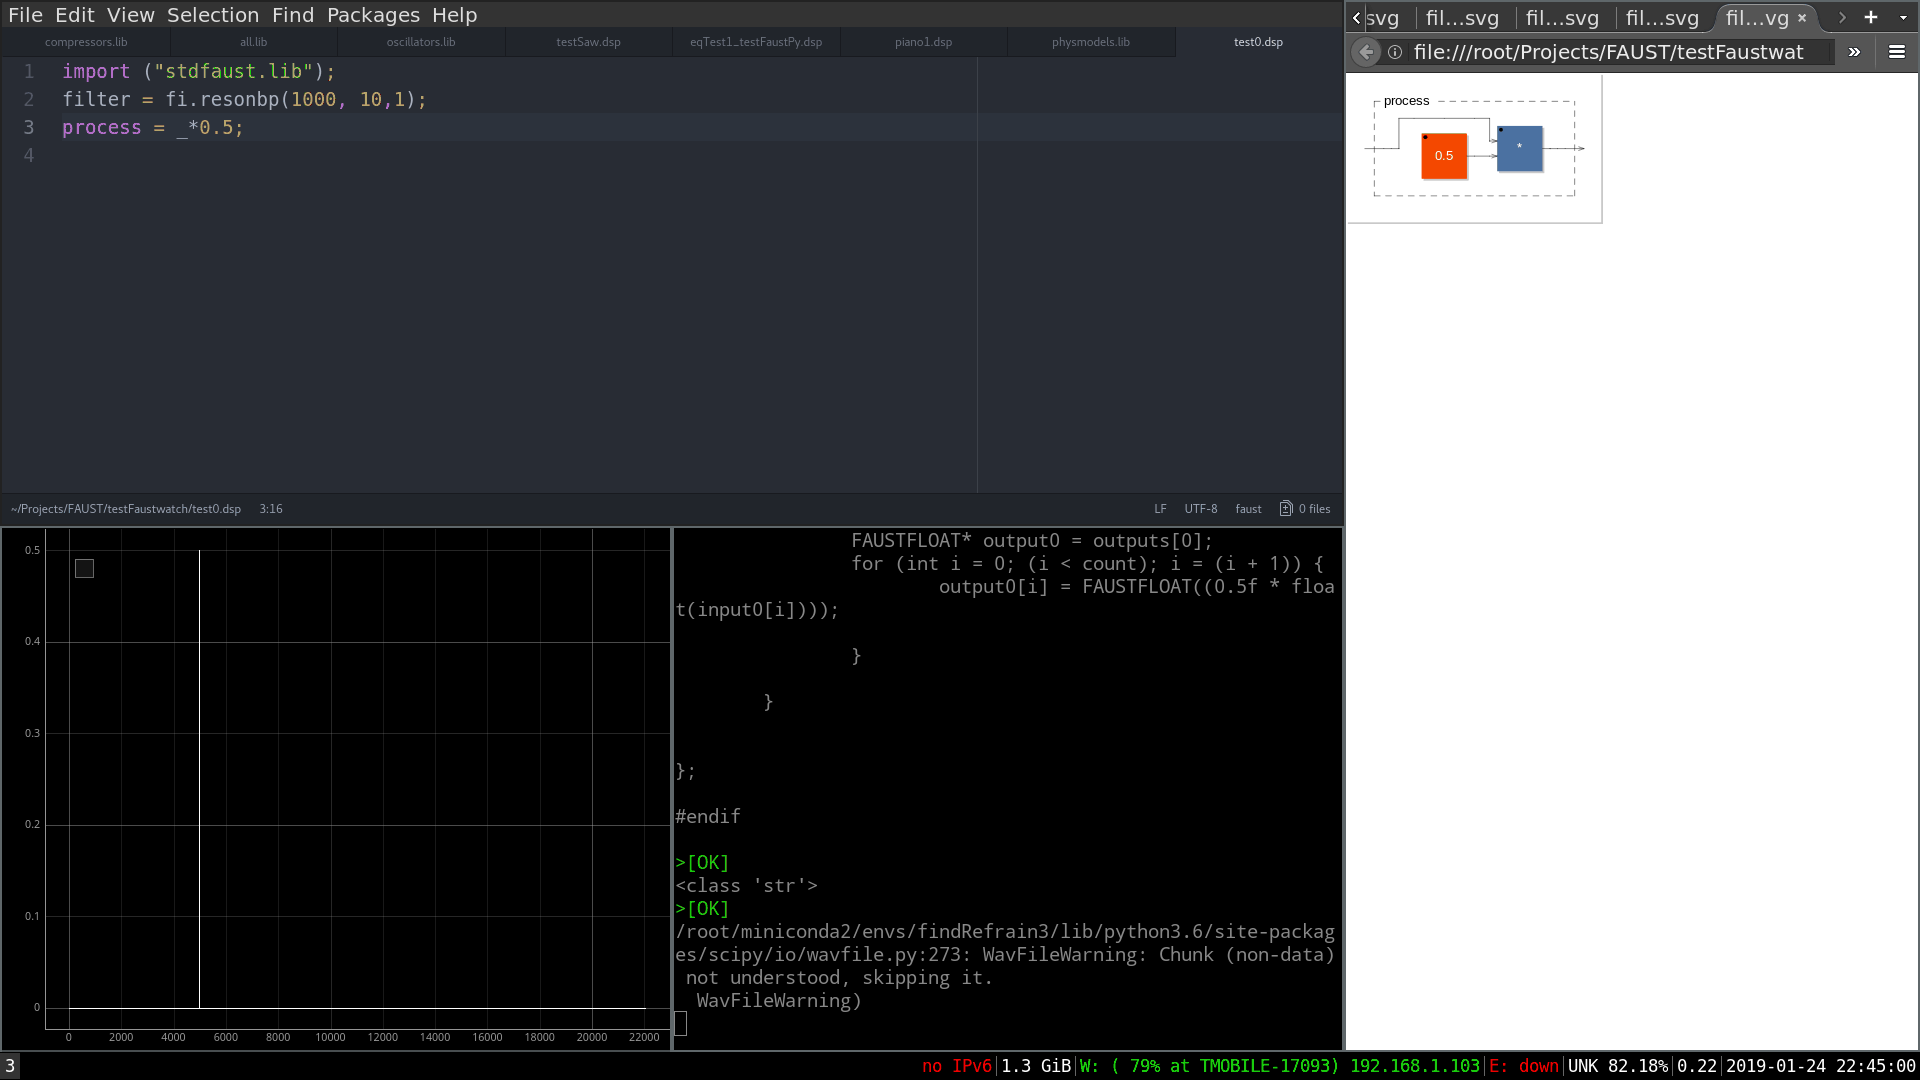 File Edit View Selection Find Packages Help
compressors.lib all.lib oscillators.lib testSaw.dsp eqTest1_testFaustPy.dsp piano1.dsp physmodels.lib test0.dsp
1 import ("stdfaust.lib");
2 filter = fi.resonbp(1000, 10,1);
3 process = _*0.5;
4
~/Projects/FAUST/testFaustwatch/test0.dsp 3:16 LF UTF-8 faust 0 files
svg fil...svg fil...svg fil...svg fil...vg × +
file:///root/Projects/FAUST/testFaustwat »
process
0.5 *
0.5
0.4
0.3
0.2
0.1
0
0 2000 4000 6000 8000 10000 12000 14000 16000 18000 20000 22000
FAUSTFLOAT* output0 = outputs[0];
for (int i = 0; (i < count); i = (i + 1)) {
output0[i] = FAUSTFLOAT((0.5f * floa
t(input0[i])));
}
}
};
#endif
>[OK]
<class 'str'>
>[OK]
/root/miniconda2/envs/findRefrain3/lib/python3.6/site-packag
es/scipy/io/wavfile.py:273: WavFileWarning: Chunk (non-data)
not understood, skipping it.
WavFileWarning)
3 no IPv6|1.3 GiB|W: ( 79% at TMOBILE-17093) 192.168.1.103|E: down|UNK 82.18%|0.22|2019-01-24 22:45:00